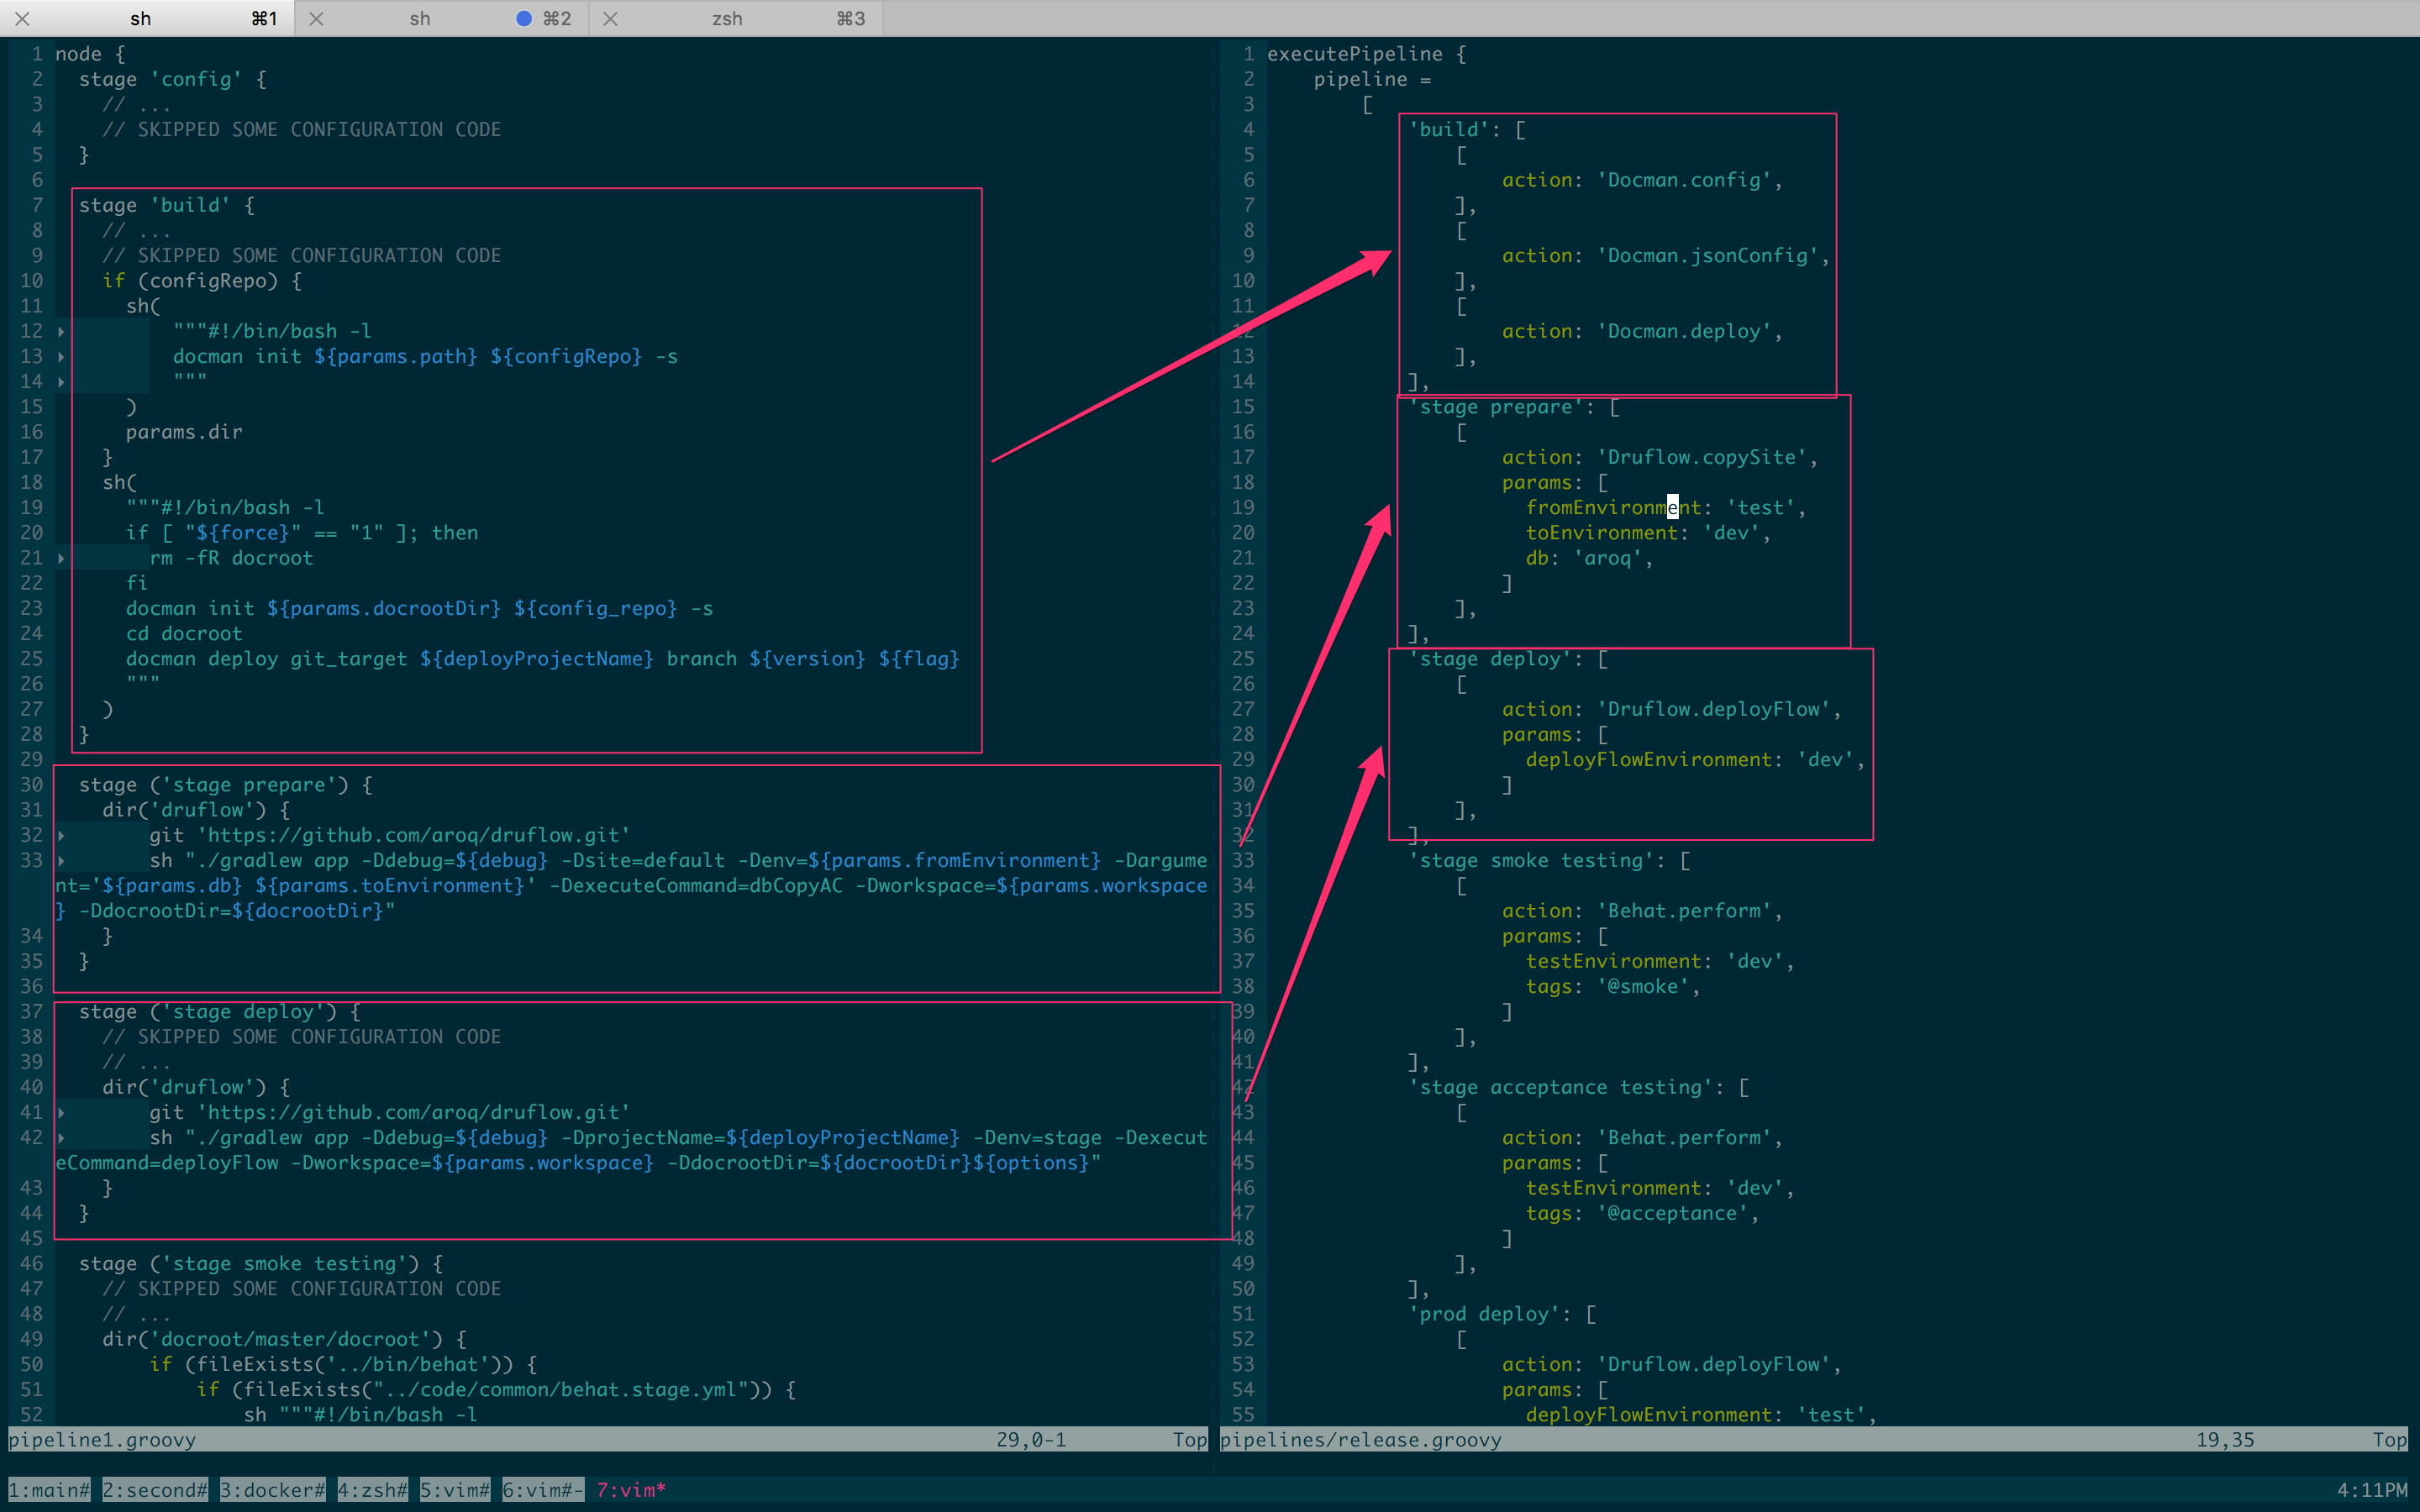 sh ⌘1 sh ⌘2 zsh ⌘3
1 node {
2 stage 'config' {
3 // ...
4 // SKIPPED SOME CONFIGURATION CODE
5 }
6
7 stage 'build' {
8 // ...
9 // SKIPPED SOME CONFIGURATION CODE
10 if (configRepo) {
11 sh(
12 """#!/bin/bash -l
13 docman init ${params.path} ${configRepo} -s
14 """
15 )
16 params.dir
17 }
18 sh(
19 """#!/bin/bash -l
20 if [ "${force}" == "1" ]; then
21 rm -fR docroot
22 fi
23 docman init ${params.docrootDir} ${config_repo} -s
24 cd docroot
25 docman deploy git_target ${deployProjectName} branch ${version} ${flag}
26 """
27 )
28 }
29
30 stage ('stage prepare') {
31 dir('druflow') {
32 git 'https://github.com/aroq/druflow.git'
33 sh "./gradlew app -Ddebug=${debug} -Dsite=default -Denv=${params.fromEnvironment} -Dargume
nt='${params.db} ${params.toEnvironment}' -DexecuteCommand=dbCopyAC -Dworkspace=${params.workspace
} -DdocrootDir=${docrootDir}"
34 }
35 }
36
37 stage ('stage deploy') {
38 // SKIPPED SOME CONFIGURATION CODE
39 // ...
40 dir('druflow') {
41 git 'https://github.com/aroq/druflow.git'
42 sh "./gradlew app -Ddebug=${debug} -DprojectName=${deployProjectName} -Denv=stage -Dexecut
eCommand=deployFlow -Dworkspace=${params.workspace} -DdocrootDir=${docrootDir}${options}"
43 }
44 }
45
46 stage ('stage smoke testing') {
47 // SKIPPED SOME CONFIGURATION CODE
48 // ...
49 dir('docroot/master/docroot') {
50 if (fileExists('../bin/behat')) {
51 if (fileExists("../code/common/behat.stage.yml")) {
52 sh """#!/bin/bash -l
pipeline1.groovy 29,0-1 Top
1 executePipeline {
2 pipeline =
3 [
4 'build': [
5 [
6 action: 'Docman.config',
7 ],
8 [
9 action: 'Docman.jsonConfig',
10 ],
11 [
12 action: 'Docman.deploy',
13 ],
14 ],
15 'stage prepare': [
16 [
17 action: 'Druflow.copySite',
18 params: [
19 fromEnvironment: 'test',
20 toEnvironment: 'dev',
21 db: 'aroq',
22 ]
23 ],
24 ],
25 'stage deploy': [
26 [
27 action: 'Druflow.deployFlow',
28 params: [
29 deployFlowEnvironment: 'dev',
30 ]
31 ],
32 ],
33 'stage smoke testing': [
34 [
35 action: 'Behat.perform',
36 params: [
37 testEnvironment: 'dev',
38 tags: '@smoke',
39 ]
40 ],
41 ],
42 'stage acceptance testing': [
43 [
44 action: 'Behat.perform',
45 params: [
46 testEnvironment: 'dev',
47 tags: '@acceptance',
48 ]
49 ],
50 ],
51 'prod deploy': [
52 [
53 action: 'Druflow.deployFlow',
54 params: [
55 deployFlowEnvironment: 'test',
pipelines/release.groovy 19,35 Top
1:main# 2:second# 3:docker# 4:zsh# 5:vim# 6:vim#- 7:vim* 4:11PM